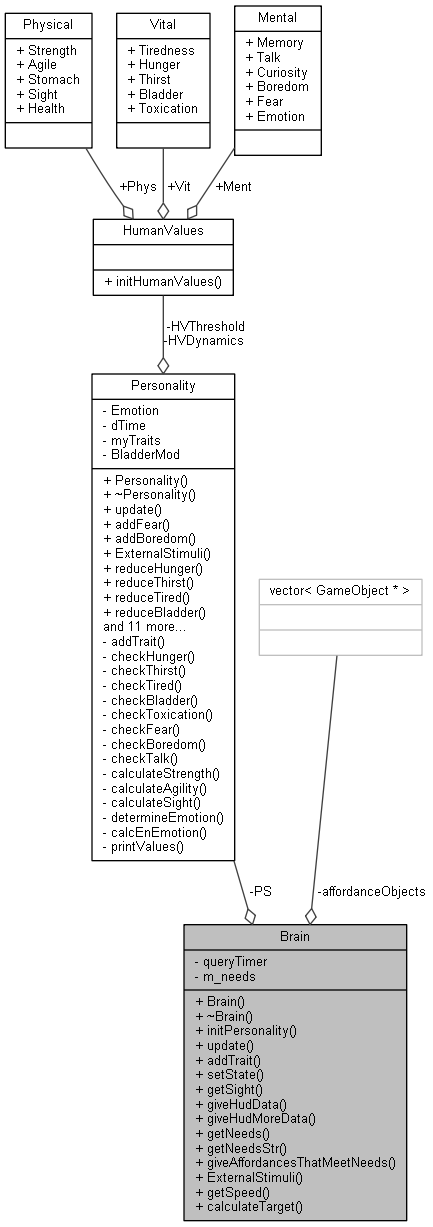 Physical
+ Strength
+ Agile
+ Stomach
+ Sight
+ Health
Vital
+ Tiredness
+ Hunger
+ Thirst
+ Bladder
+ Toxication
Mental
+ Memory
+ Talk
+ Curiosity
+ Boredom
+ Fear
+ Emotion
+Phys
+Vit
+Ment
HumanValues
+ initHumanValues()
-HVThreshold
-HVDynamics
Personality
- Emotion
- dTime
- myTraits
- BladderMod
+ Personality()
+ ~Personality()
+ update()
+ addFear()
+ addBoredom()
+ ExternalStimuli()
+ reduceHunger()
+ reduceThirst()
+ reduceTired()
+ reduceBladder()
and 11 more...
- addTrait()
- checkHunger()
- checkThirst()
- checkTired()
- checkBladder()
- checkToxication()
- checkFear()
- checkBoredom()
- checkTalk()
- calculateStrength()
- calculateAgility()
- calculateSight()
- determineEmotion()
- calcEnEmotion()
- printValues()
vector< GameObject * >
-PS
-affordanceObjects
Brain
- queryTimer
- m_needs
+ Brain()
+ ~Brain()
+ initPersonality()
+ update()
+ addTrait()
+ setState()
+ getSight()
+ giveHudData()
+ giveHudMoreData()
+ getNeeds()
+ getNeedsStr()
+ giveAffordancesThatMeetNeeds()
+ ExternalStimuli()
+ getSpeed()
+ calculateTarget()